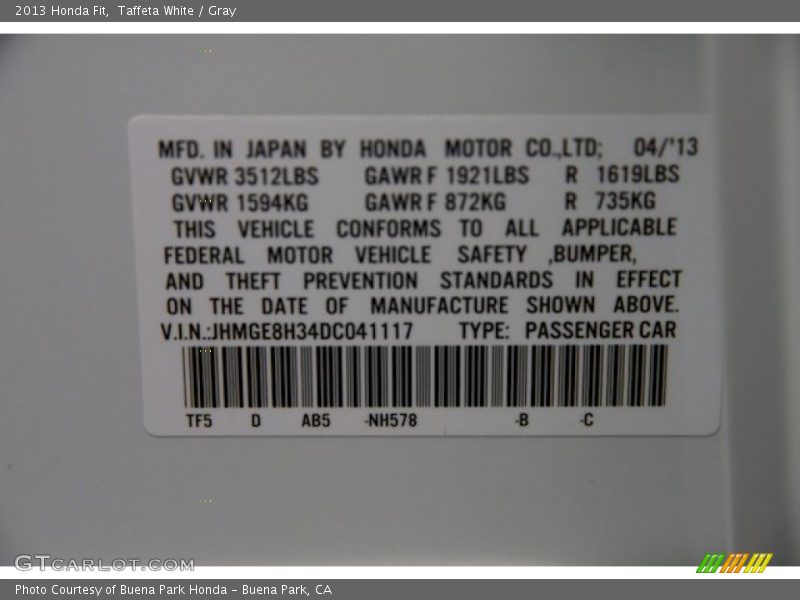 2013 Honda Fit,  Taffeta White / Gray
MFD. IN JAPAN BY HONDA MOTOR CO.,LTD; 04/'13
GVWR 3512LBS GAWR F 1921LBS R 1619LBS
GVWR 1594KG GAWR F 872KG R 735KG
THIS VEHICLE CONFORMS TO ALL APPLICABLE
FEDERAL MOTOR VEHICLE SAFETY ,BUMPER,
AND THEFT PREVENTION STANDARDS IN EFFECT
ON THE DATE OF MANUFACTURE SHOWN ABOVE.
V.I.N.:JHMGE8H34DC041117 TYPE: PASSENGER CAR
TF5 D AB5 -NH578 -B -C
GTCARLOT.COM
Photo Courtesy of Buena Park Honda - Buena Park, CA